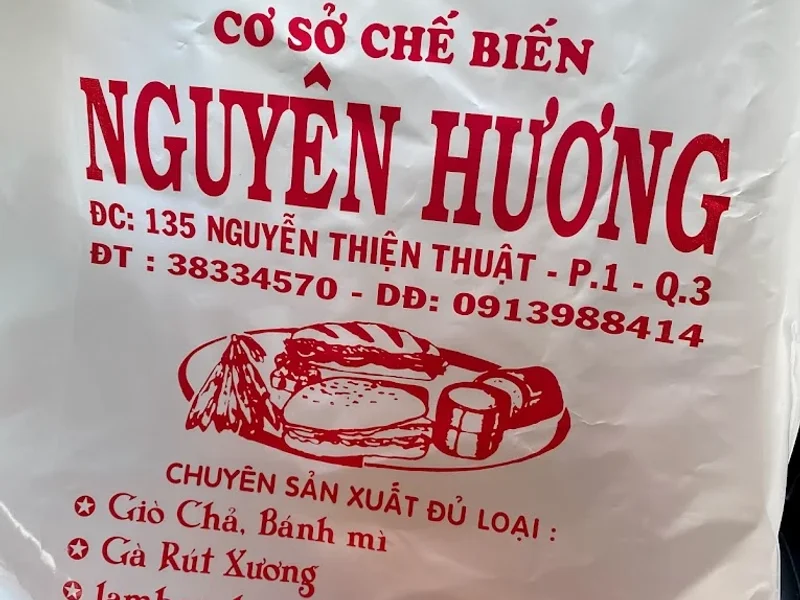 CƠ SỞ CHẾ BIẾN
NGUYÊN HƯƠNG
ĐC: 135 NGUYỄN THIỆN THUẬT - P.1 - Q.3
ĐT : 38334570 - DĐ: 0913988414
CHUYÊN SẢN XUẤT ĐỦ LOẠI :
Giò Chả, Bánh mì
Gà Rút Xương